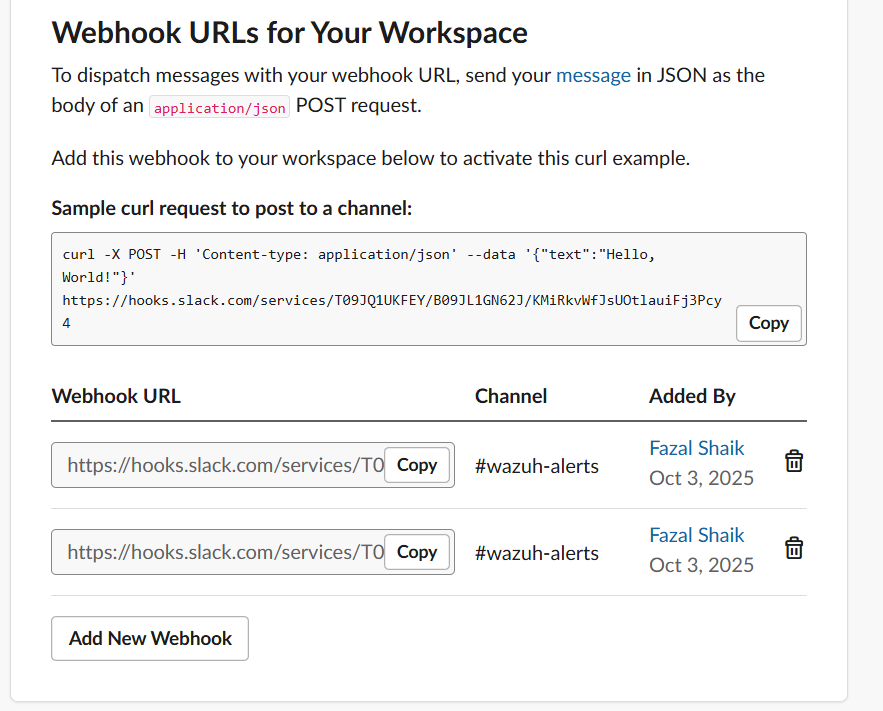 Webhook URLs for Your Workspace
To dispatch messages with your webhook URL, send your message in JSON as the
body of an application/json POST request.
Add this webhook to your workspace below to activate this curl example.
Sample curl request to post to a channel:
curl -X POST -H 'Content-type: application/json' --data '{"text":"Hello,
World!"}'
https://hooks.slack.com/services/T09JQ1UKFEY/B09JL1GN62J/KMiRkvWfJsUOtlauiFj3Pcy
4
Copy
Webhook URL Channel Added By
https://hooks.slack.com/services/T0 Copy #wazuh-alerts Fazal Shaik
Oct 3, 2025
https://hooks.slack.com/services/T0 Copy #wazuh-alerts Fazal Shaik
Oct 3, 2025
Add New Webhook